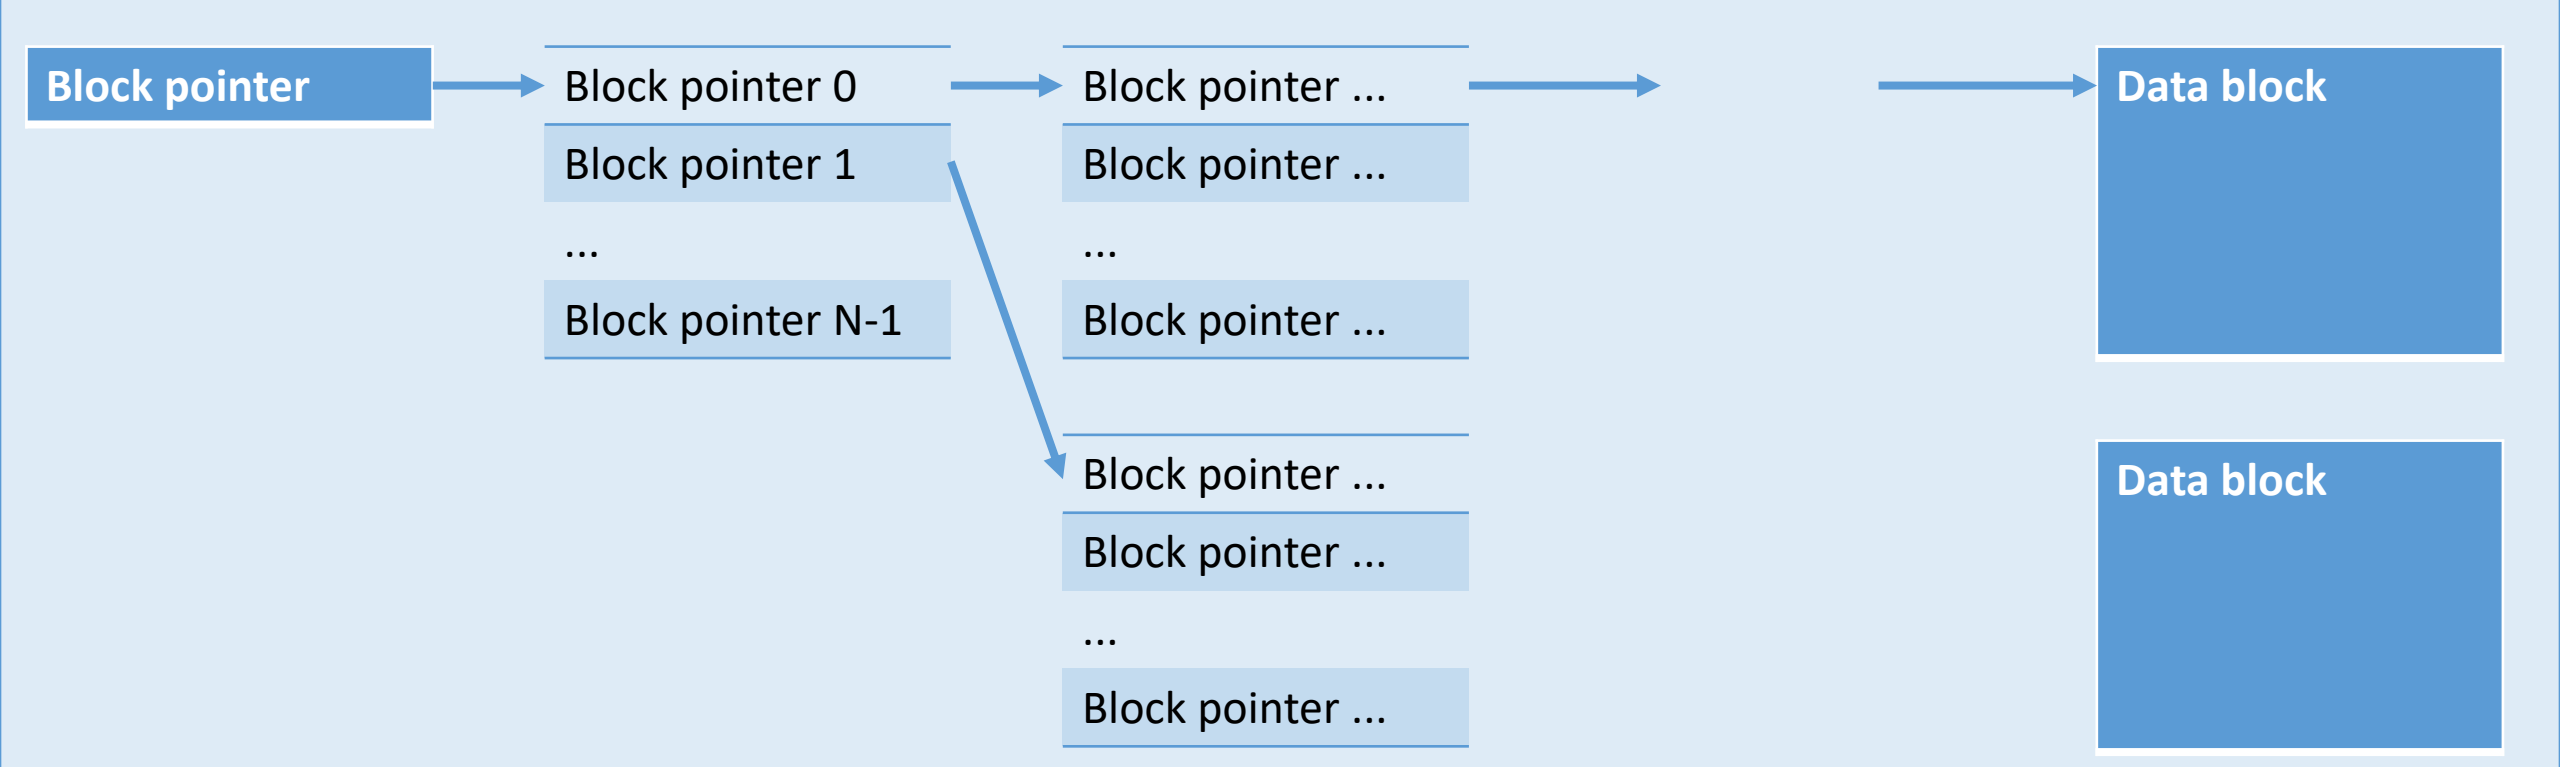 Block pointer
Block pointer 0
Block pointer 1
...
Block pointer N-1
Block pointer ...
Block pointer ...
...
Block pointer ...
Block pointer ...
Block pointer ...
...
Block pointer ...
Data block
Data block